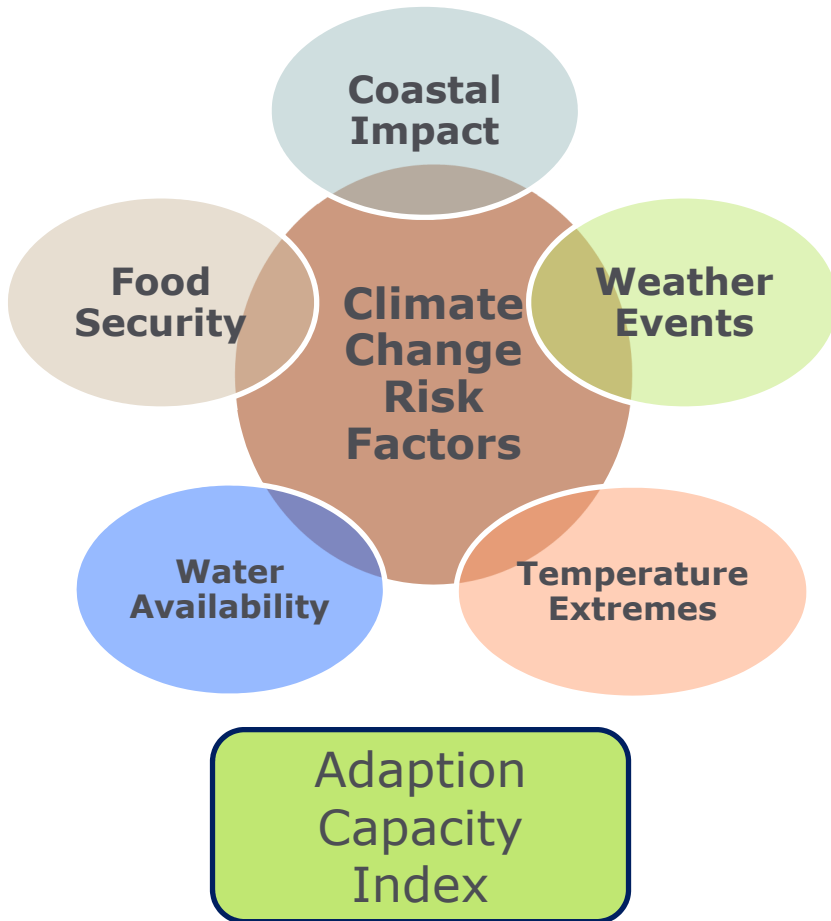 Coastal
Impact
Food
Security
Weather
Events
Climate
Change
Risk
Factors
Water
Availability
Temperature
Extremes
Adaption
Capacity
Index